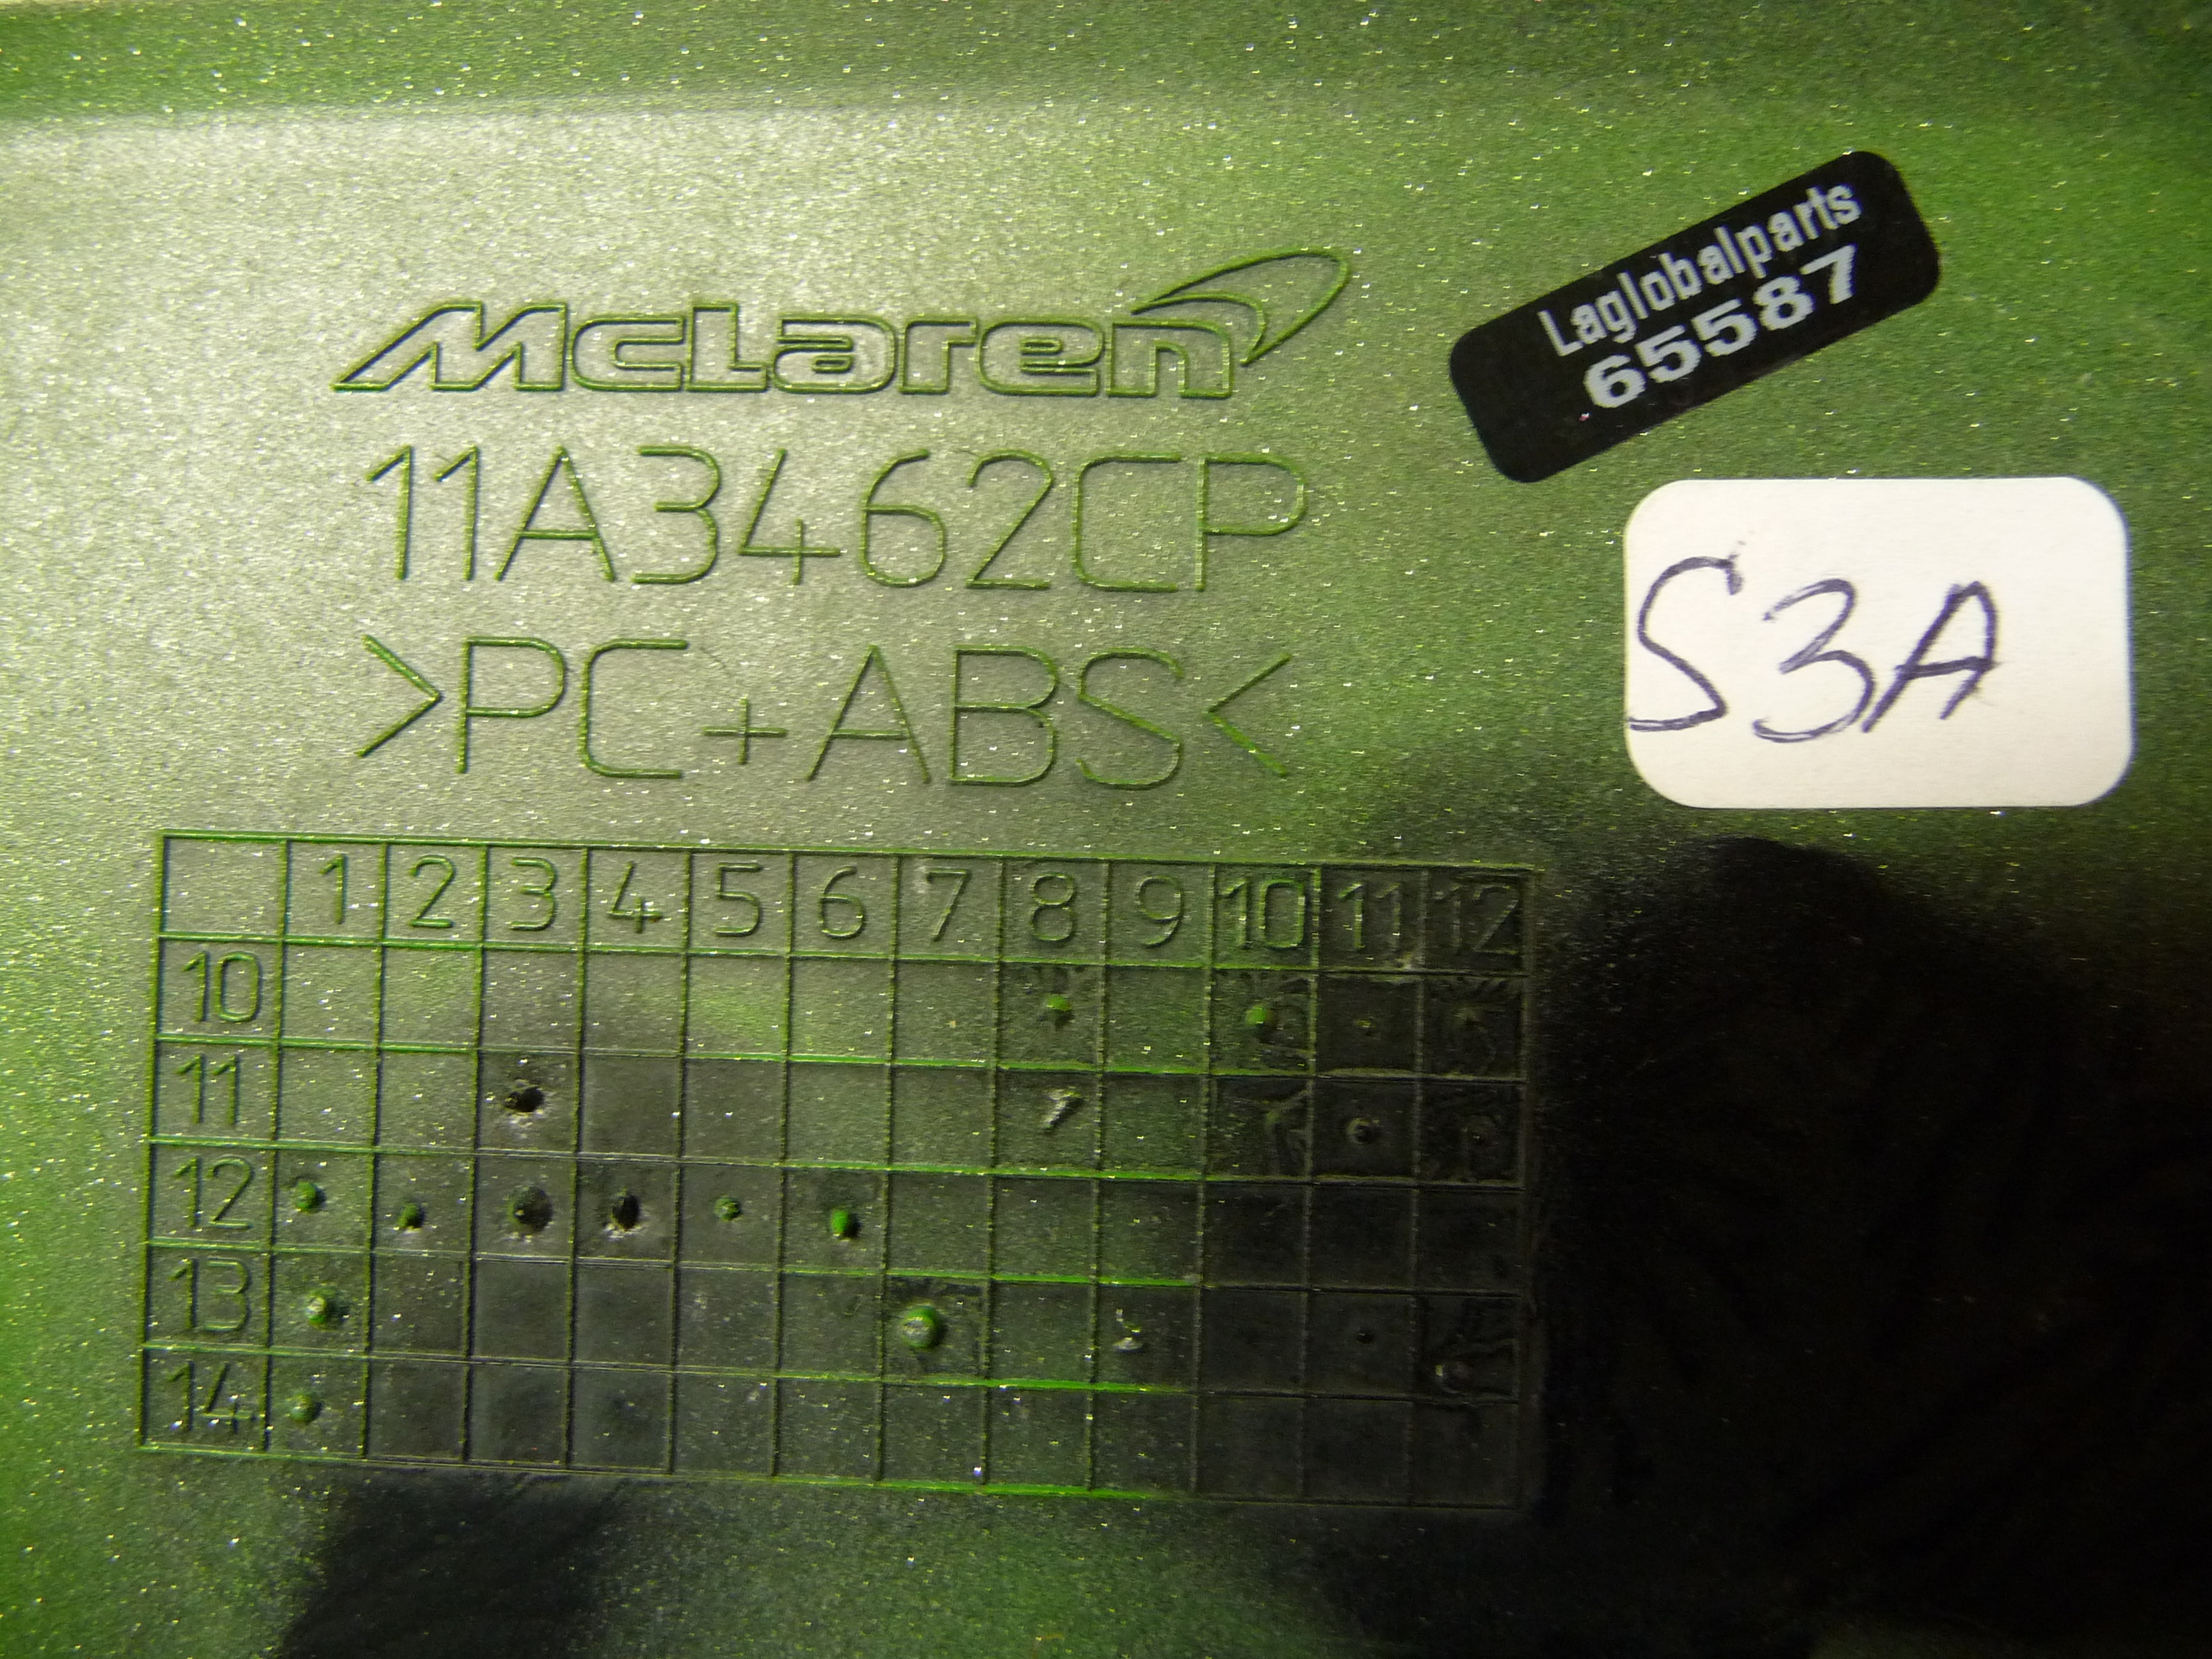 McLaren
11A3462CP
>PC+ABS<
Laglobalparts
65587
S3A
1 2 3 4 5 6 7 8 9 10 11 12
10
11
12
13
14